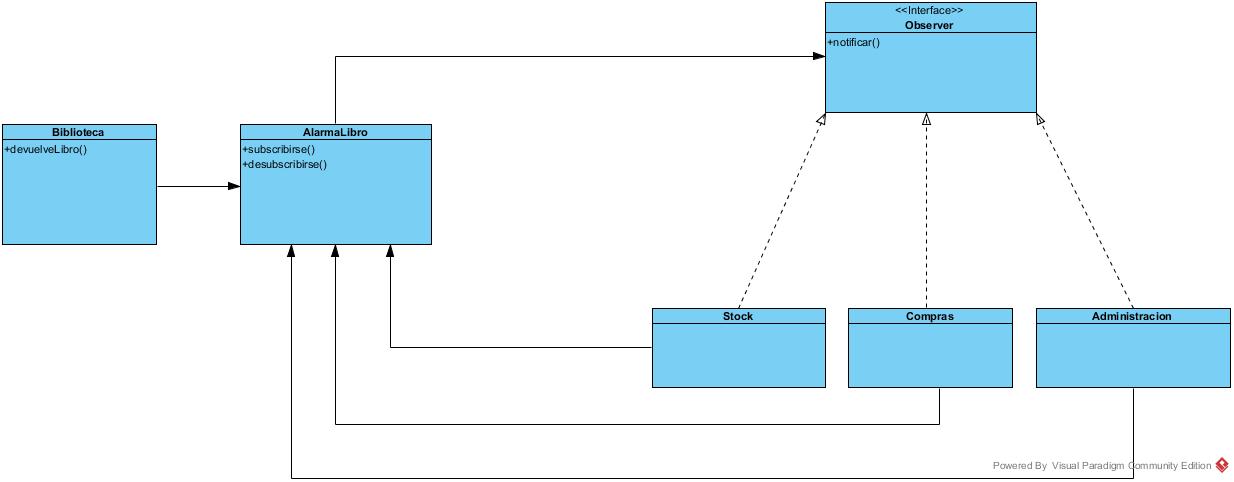 <<Interface>>
Observer
+notificar()
Biblioteca
+devuelveLibro()
AlarmaLibro
+subscribirse()
+desubscribirse()
Stock
Compras
Administracion
Powered By Visual Paradigm Community Edition